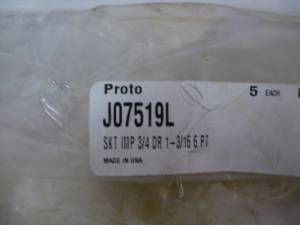 Proto 5 EACH
J07519L
SKT IMP 3/4 DR 1-3/16 6 PT
MADE IN USA